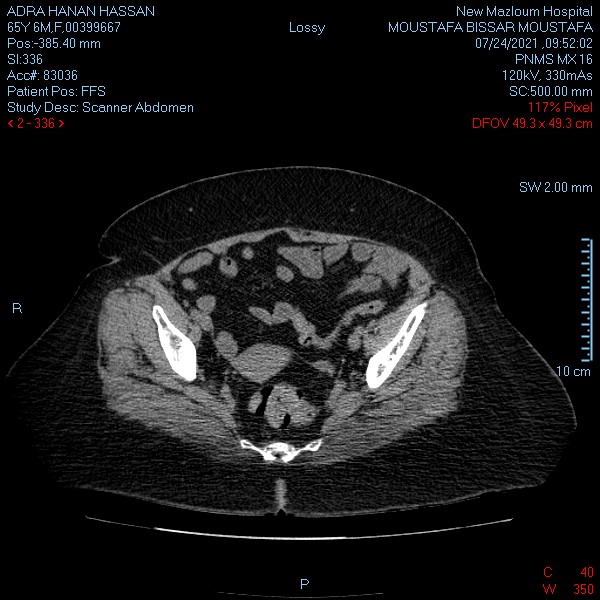 ADRA HANAN HASSAN
65Y 6M,F,00399667
Pos:-385.40 mm
SI:336
Acc#: 83036
Patient Pos: FFS
Study Desc: Scanner Abdomen
< 2 - 336 >
Lossy
New Mazloum Hospital
MOUSTAFA BISSAR MOUSTAFA
07/24/2021 ,09:52:02
PNMS MX 16
120kV, 330mAs
SC:500.00 mm
117% Pixel
DFOV 49.3 x 49.3 cm
SW 2.00 mm
R
10 cm
P
C 40
W 350